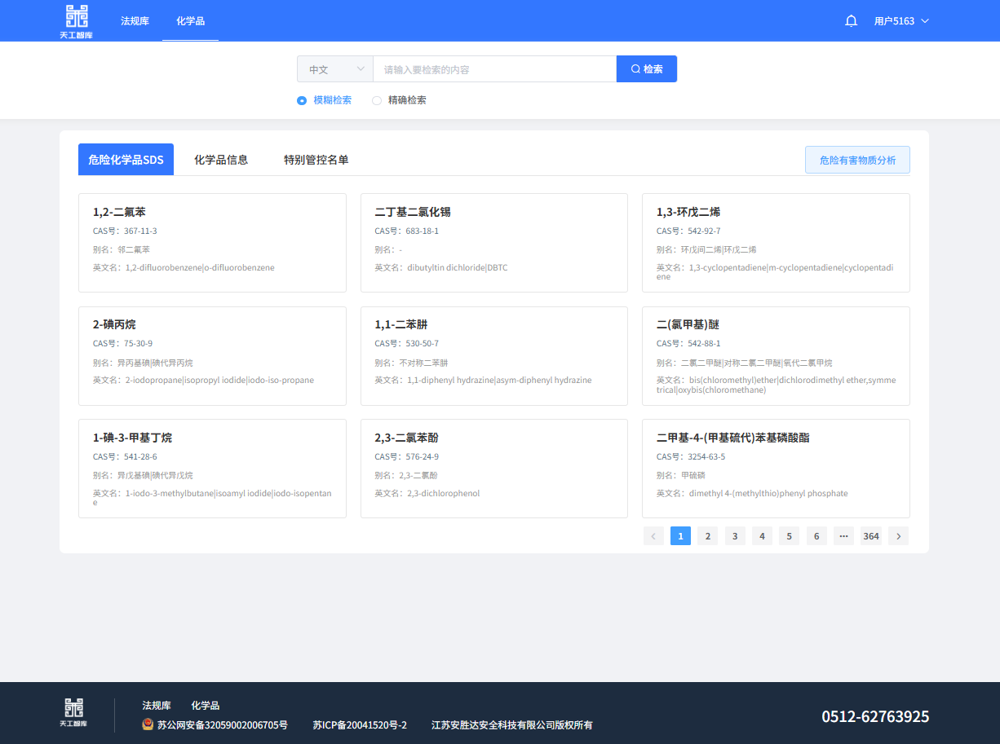 天工智库
法规库 化学品
用户5163
中文 请输入要检索的内容 检索
模糊检索 精确检索
危险化学品SDS 化学品信息 特别管控名单 危险有害物质分析
1,2-二氟苯
CAS号：367-11-3
别名：邻二氟苯
英文名：1,2-difluorobenzene|o-difluorobenzene
二丁基二氯化锡
CAS号：683-18-1
别名：-
英文名：dibutyltin dichloride|DBTC
1,3-环戊二烯
CAS号：542-92-7
别名：环戊间二烯|环戊二烯
英文名：1,3-cyclopentadiene|m-cyclopentadiene|cyclopentadi
ene
2-碘丙烷
CAS号：75-30-9
别名：异丙基碘|碘代异丙烷
英文名：2-iodopropane|isopropyl iodide|iodo-iso-propane
1,1-二苯肼
CAS号：530-50-7
别名：不对称二苯肼
英文名：1,1-diphenyl hydrazine|asym-diphenyl hydrazine
二(氯甲基)醚
CAS号：542-88-1
别名：二氯二甲醚|对称二氯二甲醚|氧代二氯甲烷
英文名：bis(chloromethyl)ether|dichlorodimethyl ether,symme
trical|oxybis(chloromethane)
1-碘-3-甲基丁烷
CAS号：541-28-6
别名：异戊基碘|碘代异戊烷
英文名：1-iodo-3-methylbutane|isoamyl iodide|iodo-isopentan
e
2,3-二氯苯酚
CAS号：576-24-9
别名：2,3-二氯酚
英文名：2,3-dichlorophenol
二甲基-4-(甲基硫代)苯基磷酸酯
CAS号：3254-63-5
别名：甲硫磷
英文名：dimethyl 4-(methylthio)phenyl phosphate
1 2 3 4 5 6 ··· 364
天工智库
法规库 化学品
苏公网安备32059002006705号 苏ICP备20041520号-2 江苏安胜达安全科技有限公司版权所有
0512-62763925